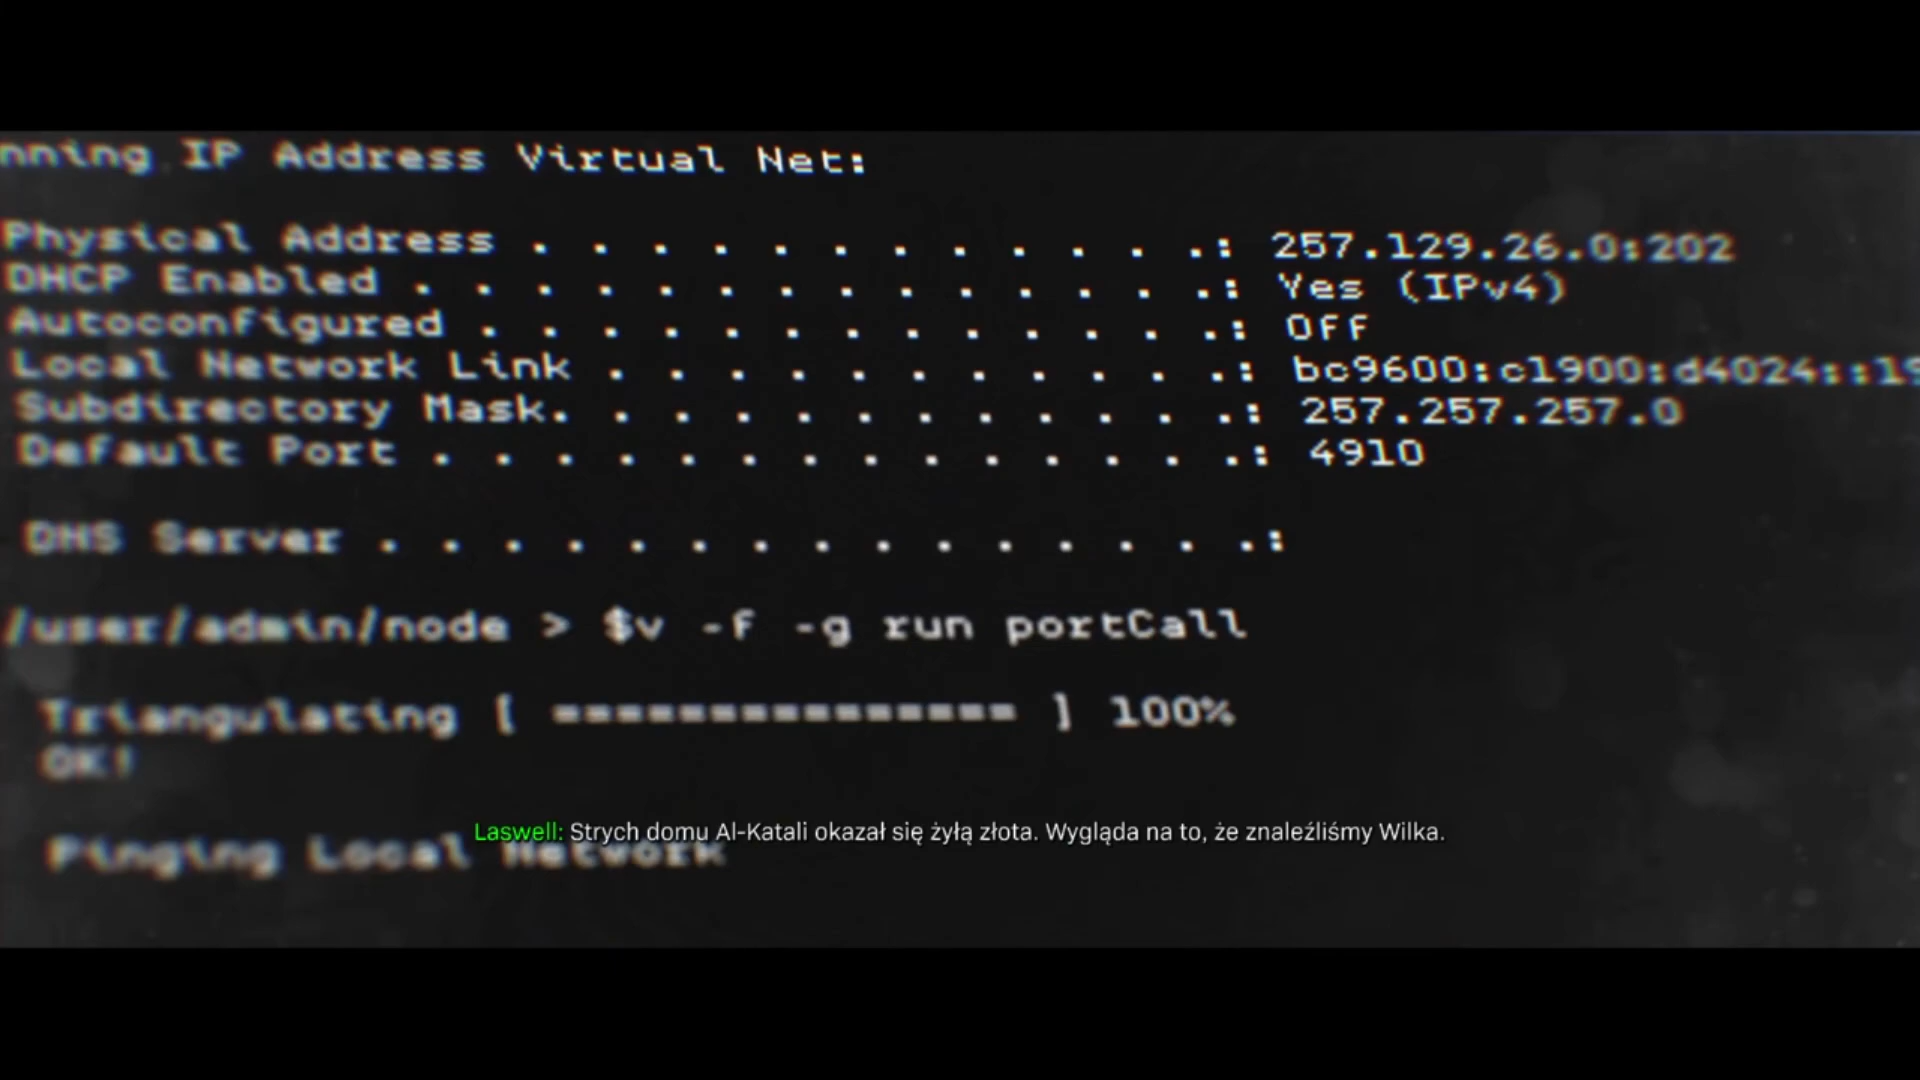 nning IP Address Virtual Net:
Physical Address . . . . . . . . . . . .: 257.129.26.0:202
DHCP Enabled . . . . . . . . . . . . . .: Yes (IPv4)
Autoconfigured . . . . . . . . . . . . .: Off
Local Network Link . . . . . . . . . . .: bc9600:c1900:d4024::19
Subdirectory Mask. . . . . . . . . . . .: 257.257.257.0
Default Port . . . . . . . . . . . . . .: 4910
DHS Server . . . . . . . . . . . . . . .:
/user/admin/node > $v -f -g run portCall
Triangulating [ =============== ] 100%
OK!
Laswell: Strych domu Al-Katali okazał się żyłą złota. Wygląda na to, że znaleźliśmy Wilka.
Pinging Local Network